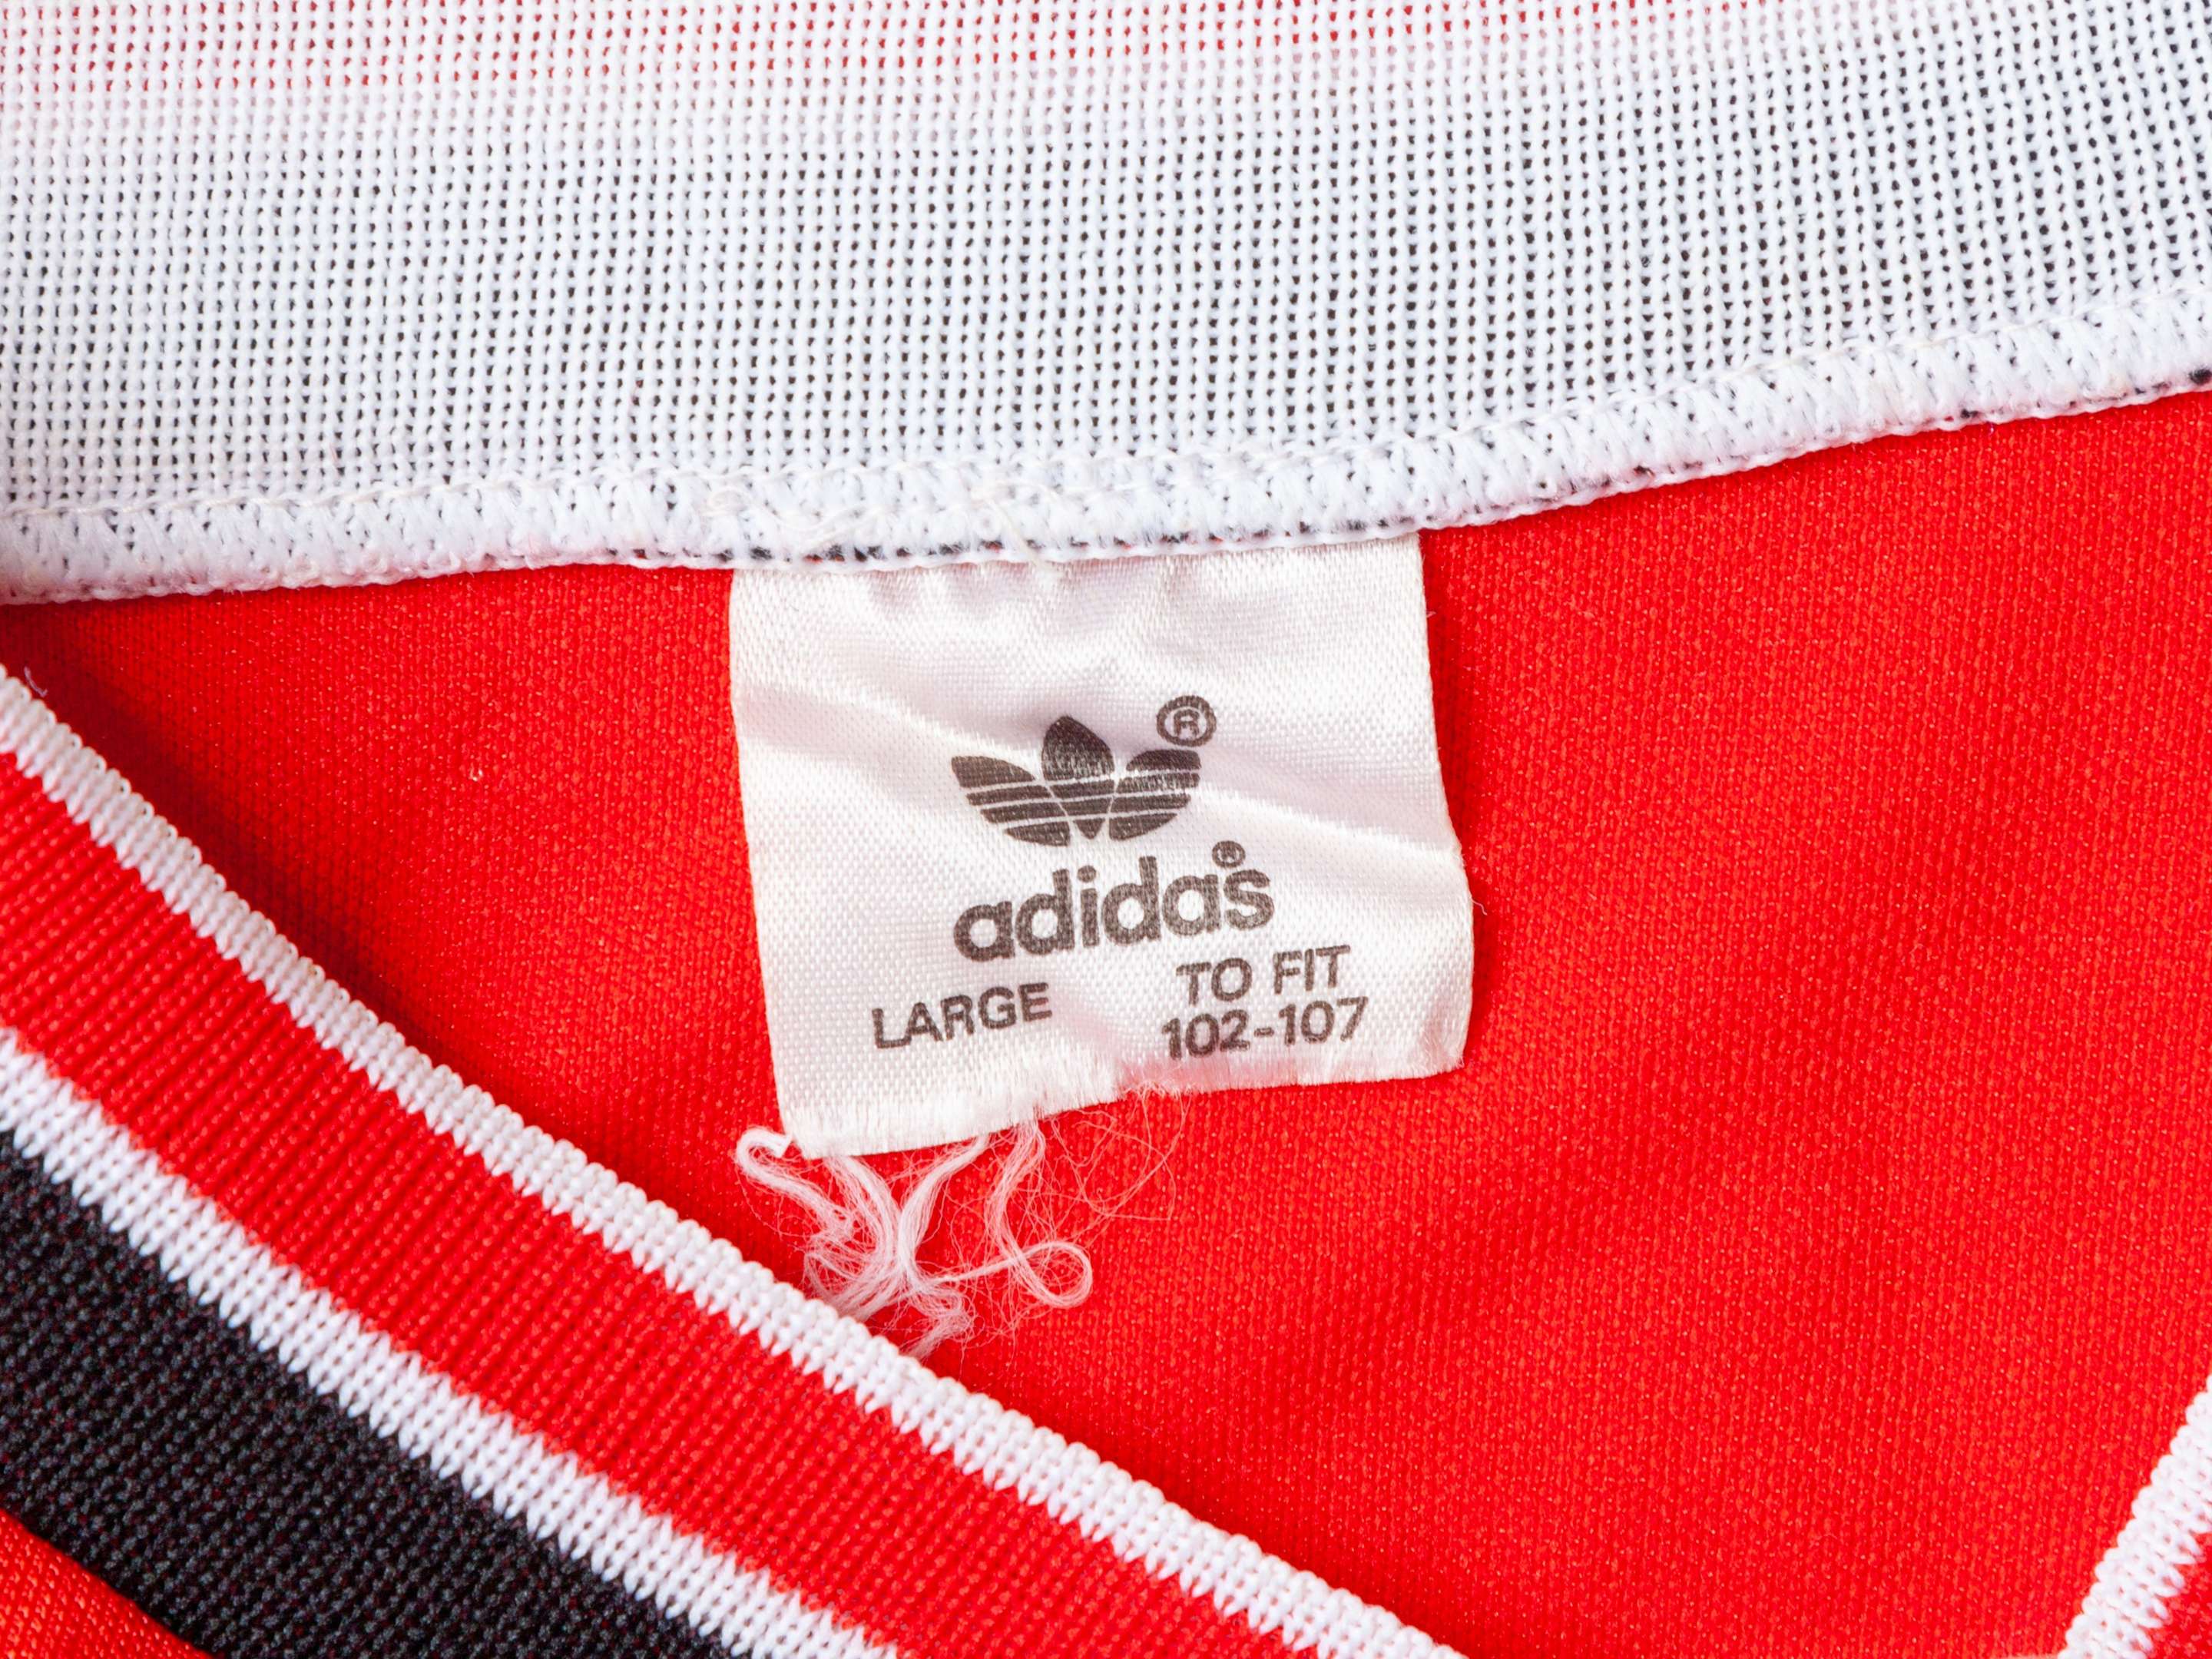 ®
adidas®
LARGE TO FIT
102-107